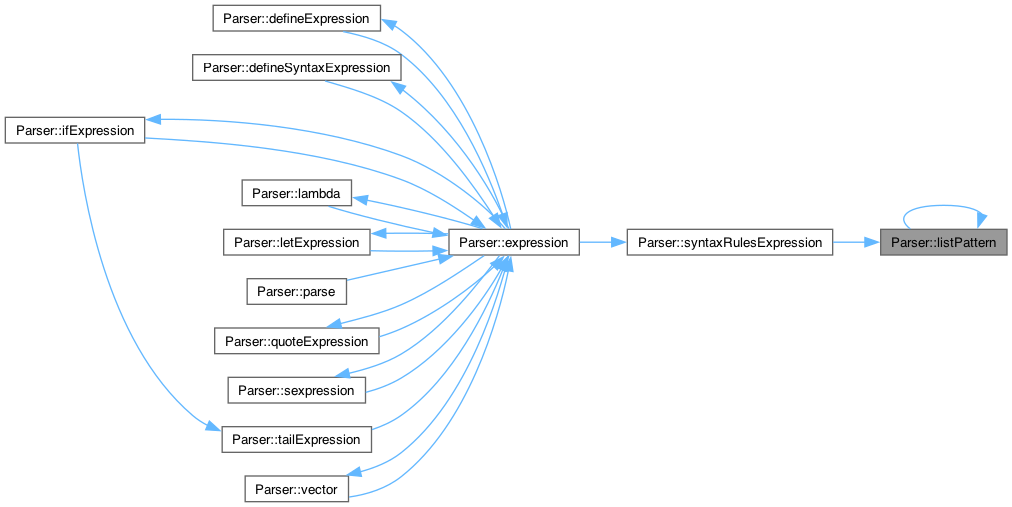 Parser::defineExpression
Parser::defineSyntaxExpression
Parser::ifExpression
Parser::lambda
Parser::letExpression
Parser::expression
Parser::syntaxRulesExpression
Parser::listPattern
Parser::parse
Parser::quoteExpression
Parser::sexpression
Parser::tailExpression
Parser::vector